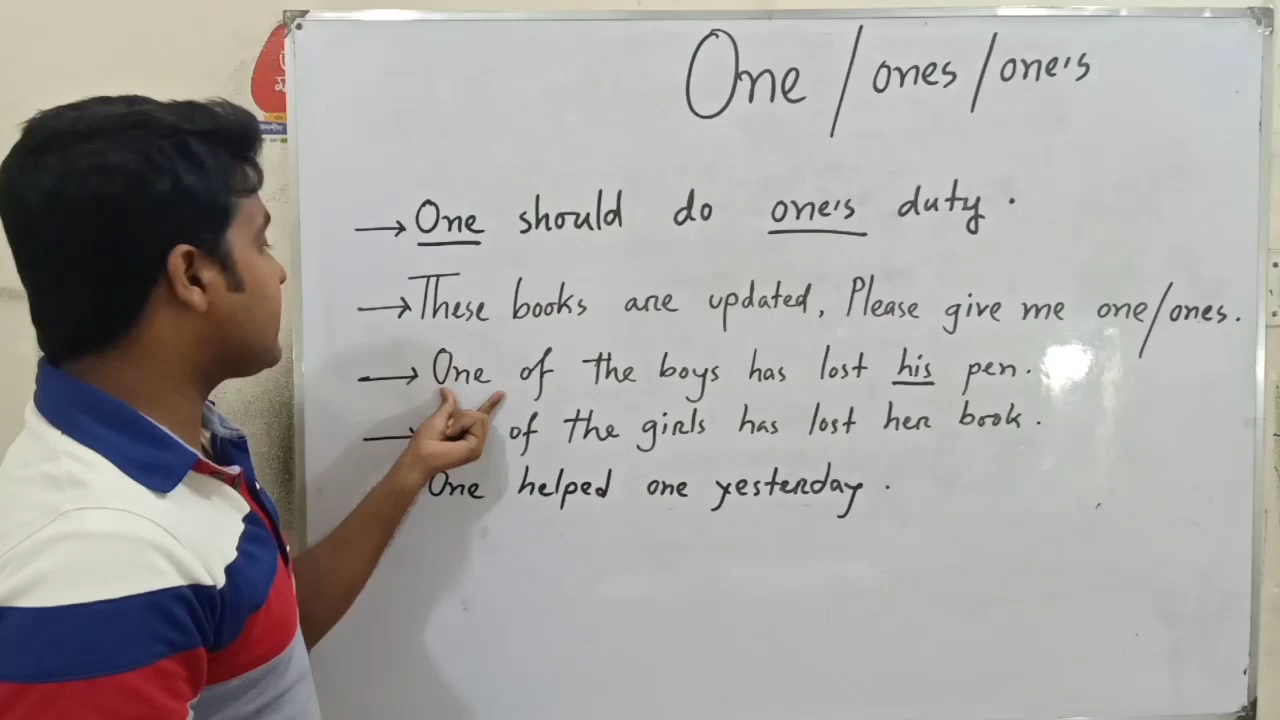 One / ones / one's
→ One should do one's duty.
→ These books are updated, Please give me one/ones.
→ One of the boys has lost his pen.
→ of the girls has lost her book.
One helped one yesterday.